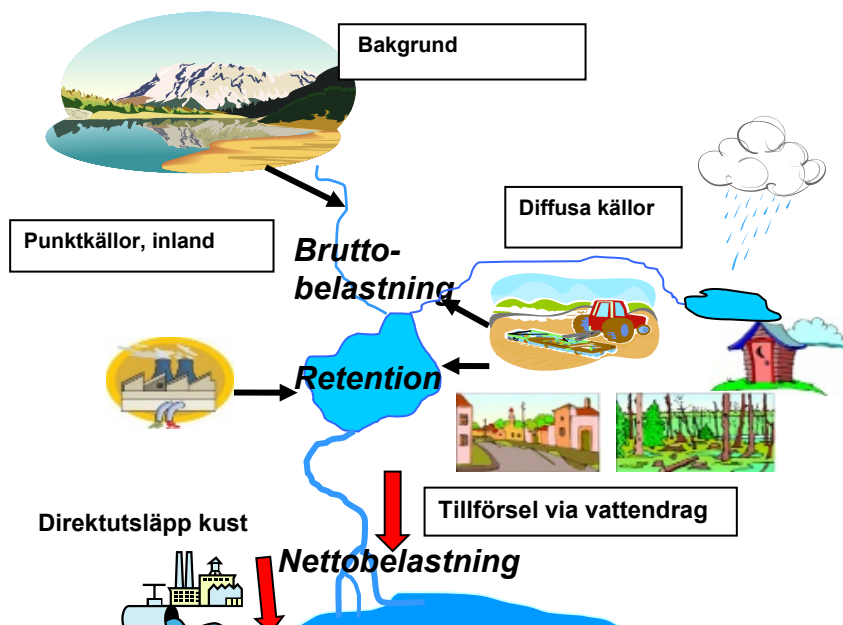 Bakgrund
Diffusa källor
Punktkällor, inland
Brutto-
belastning
Retention
Tillförsel via vattendrag
Direktutsläpp kust
Nettobelastning